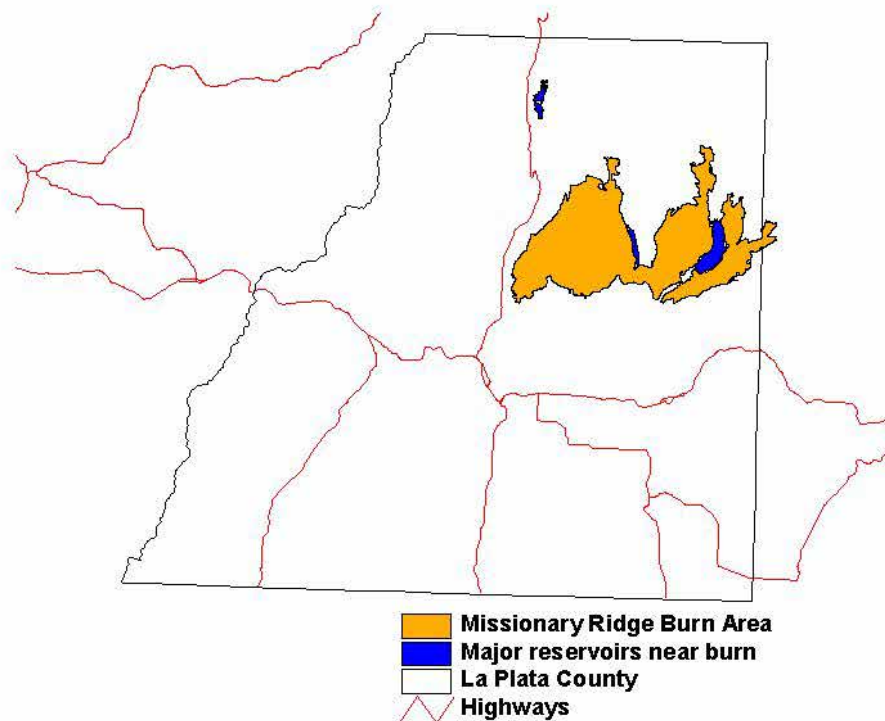 Missionary Ridge Burn Area
Major reservoirs near burn
La Plata County
Highways